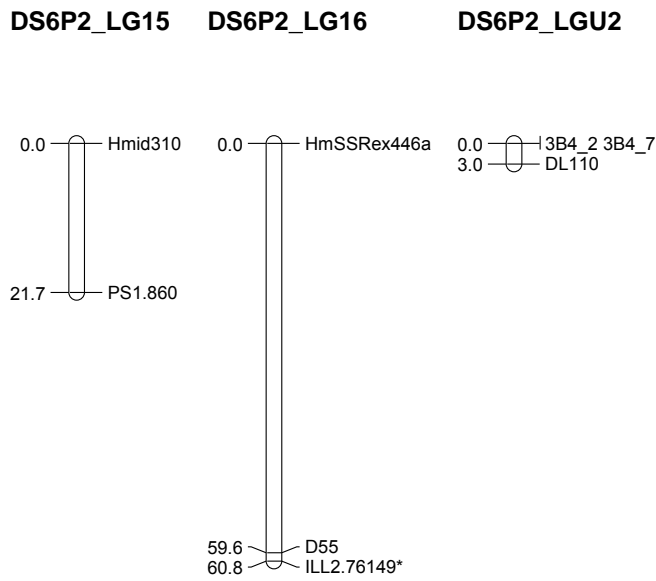 DS6P2_LG15 DS6P2_LG16 DS6P2_LGU2
0.0 Hmid310
21.7 PS1.860
0.0 HmSSRex446a
59.6 D55
60.8 ILL2.76149*
0.0 3B4_2 3B4_7
3.0 DL110